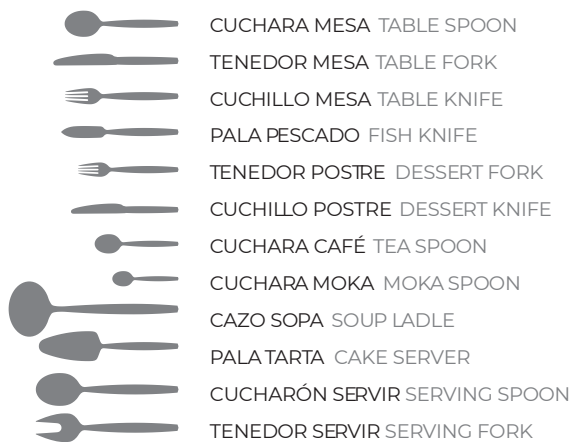 CUCHARA MESA TABLE SPOON
TENEDOR MESA TABLE FORK
CUCHILLO MESA TABLE KNIFE
PALA PESCADO FISH KNIFE
TENEDOR POSTRE DESSERT FORK
CUCHILLO POSTRE DESSERT KNIFE
CUCHARA CAFÉ TEA SPOON
CUCHARA MOKA MOKA SPOON
CAZO SOPA SOUP LADLE
PALA TARTA CAKE SERVER
CUCHARÓN SERVIR SERVING SPOON
TENEDOR SERVIR SERVING FORK